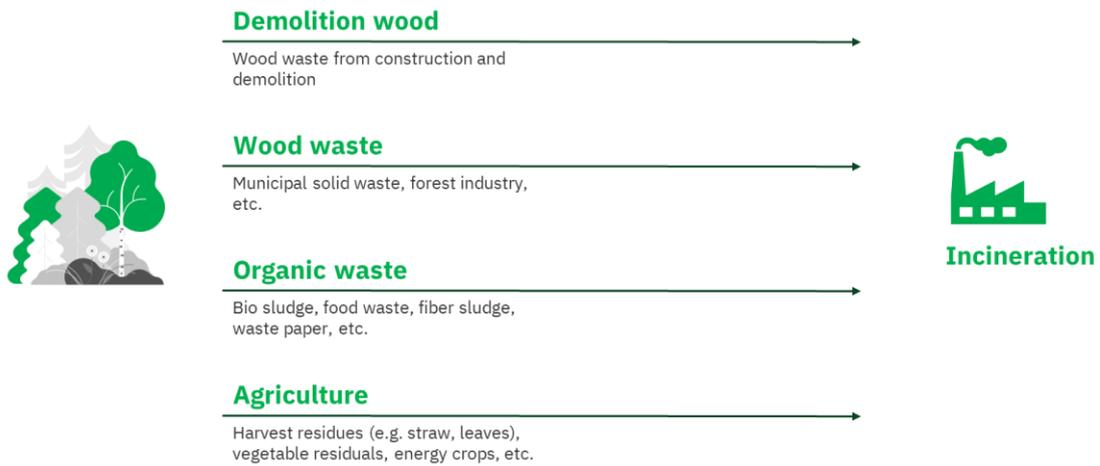 Demolition wood
Wood waste from construction and
demolition
Wood waste
Municipal solid waste, forest industry,
etc.
Organic waste
Bio sludge, food waste, fiber sludge,
waste paper, etc.
Agriculture
Harvest residues (e.g. straw, leaves),
vegetable residuals, energy crops, etc.
Incineration